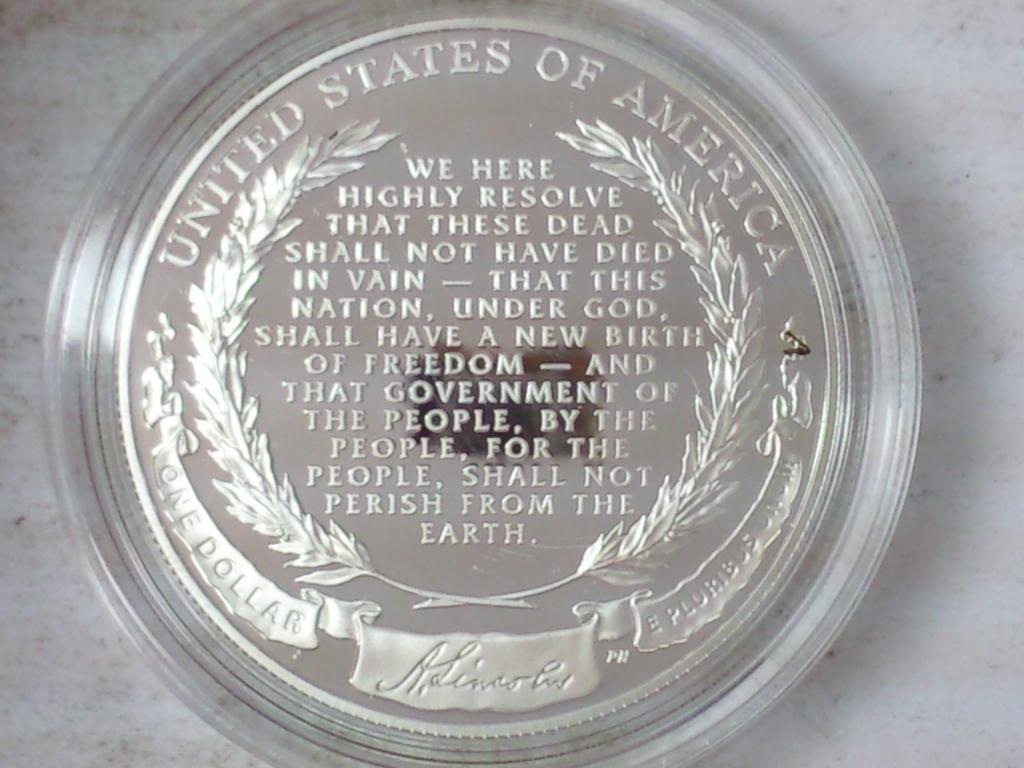 UNITED STATES OF AMERICA
WE HERE
HIGHLY RESOLVE
THAT THESE DEAD
SHALL NOT HAVE DIED
IN VAIN — THAT THIS
NATION, UNDER GOD,
SHALL HAVE A NEW BIRTH
OF FREEDOM — AND
THAT GOVERNMENT OF
THE PEOPLE, BY THE
PEOPLE, FOR THE
PEOPLE, SHALL NOT
PERISH FROM THE
EARTH.
ONE DOLLAR
A. Lincoln
PH
E PLURIBUS UNUM